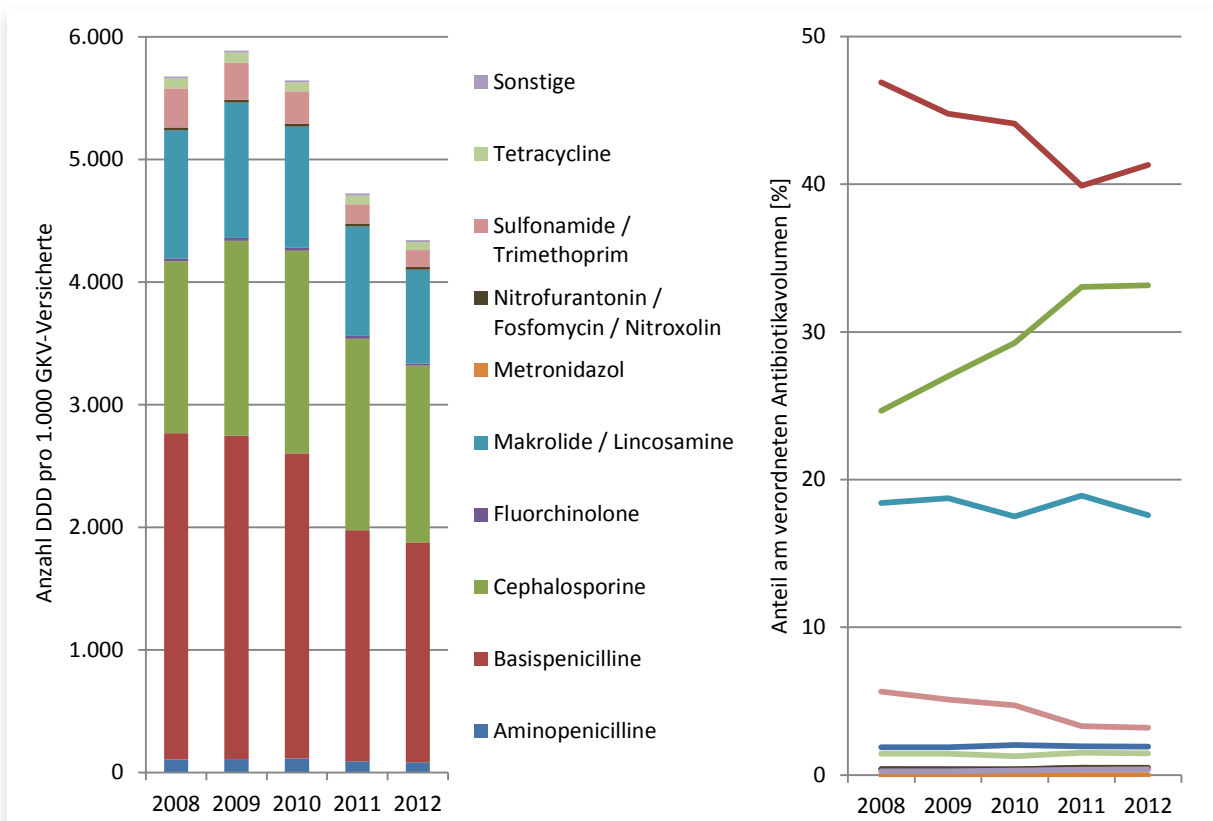 Anzahl DDD pro 1.000 GKV-Versicherte
6.000
5.000
4.000
3.000
2.000
1.000
0
2008 2009 2010 2011 2012
Sonstige
Tetracycline
Sulfonamide /
Trimethoprim
Nitrofurantonin /
Fosfomycin / Nitroxolin
Metronidazol
Makrolide / Lincosamine
Fluorchinolone
Cephalosporine
Basispenicilline
Aminopenicilline
Anteil am verordneten Antibiotikavolumen [%]
50
40
30
20
10
0
2008 2009 2010 2011 2012